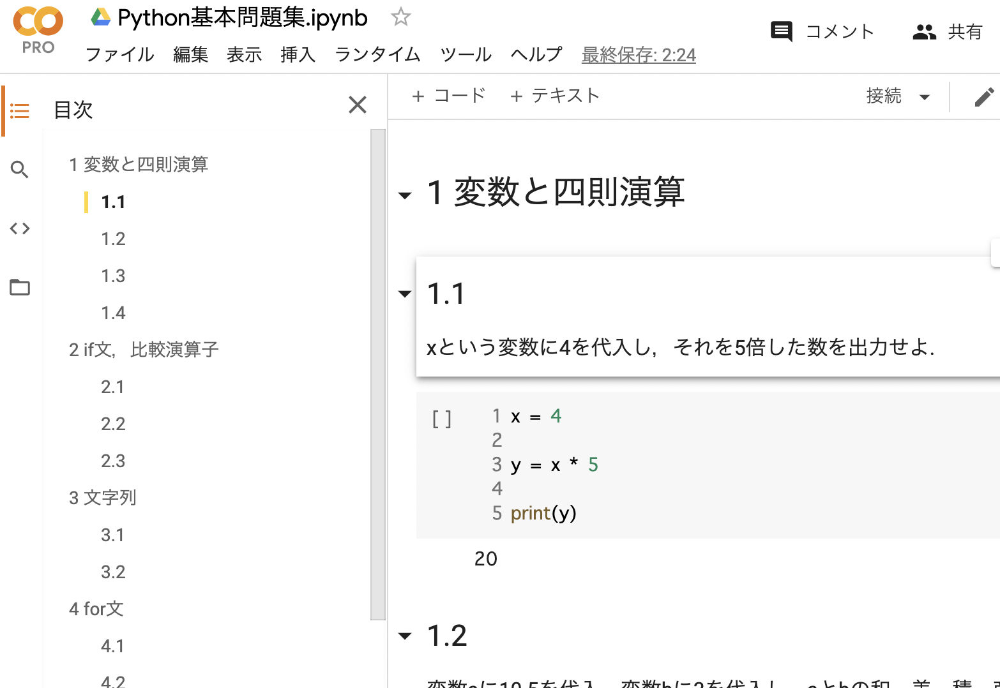 Python基本問題集.ipynb
PRO
ファイル 編集 表示 挿入 ランタイム ツール ヘルプ 最終保存: 2:24
コメント 共有
目次
1 変数と四則演算
1.1
1.2
1.3
1.4
2 if文, 比較演算子
2.1
2.2
2.3
3 文字列
3.1
3.2
4 for文
4.1
4.2
+ コード + テキスト 接続
1 変数と四則演算
1.1
xという変数に4を代入し，それを5倍した数を出力せよ.
[ ]
1 x = 4
2
3 y = x * 5
4
5 print(y)
20
1.2
変数aに10.5を代入，変数bに2を代入し，aとbの和，差，積，